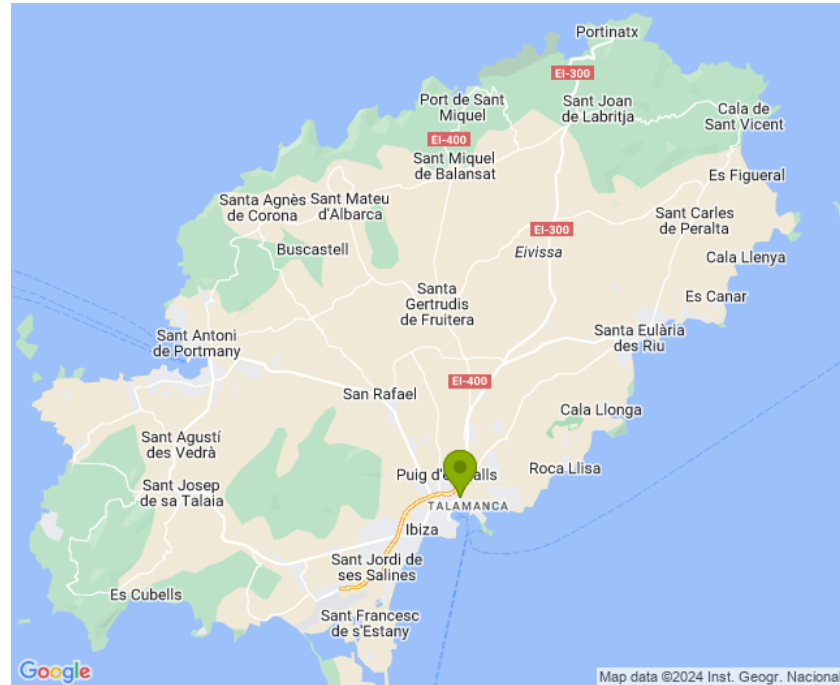 Portinatx
EI-300
Port de Sant
Miquel
Sant Joan
de Labritja
Cala de
Sant Vicent
EI-400
Sant Miquel
de Balansat
Es Figueral
Santa Agnès
de Corona
Sant Mateu
d'Albarca
Sant Carles
de Peralta
EI-300
Buscastell
Eivissa
Cala Llenya
Santa
Gertrudis
de Fruitera
Es Canar
Sant Antoni
de Portmany
Santa Eulària
des Riu
EI-400
San Rafael
Cala Llonga
Sant Agustí
des Vedrà
Puig d'e
alls
Roca Llisa
Sant Josep
de sa Talaia
TALAMANCA
Ibiza
Sant Jordi de
ses Salines
Es Cubells
Sant Francesc
de s'Estany
Google
Map data ©2024 Inst. Geogr. Nacional